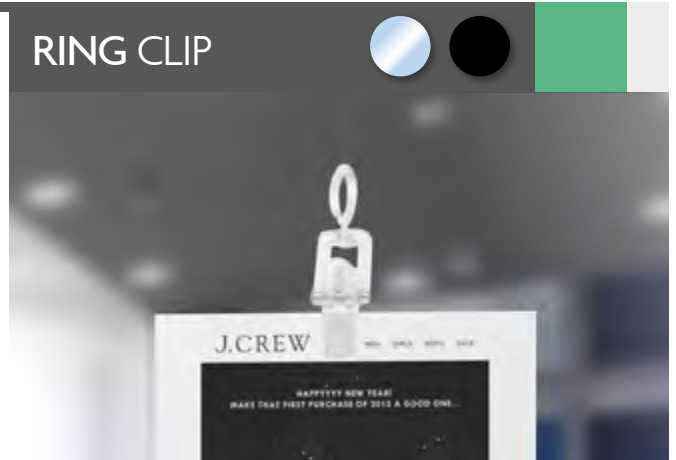 RING CLIP
J.CREW
HAPPYYYY NEW YEAR!
MAKE THAT FIRST PURCHASE OF 2013 A GOOD ONE...